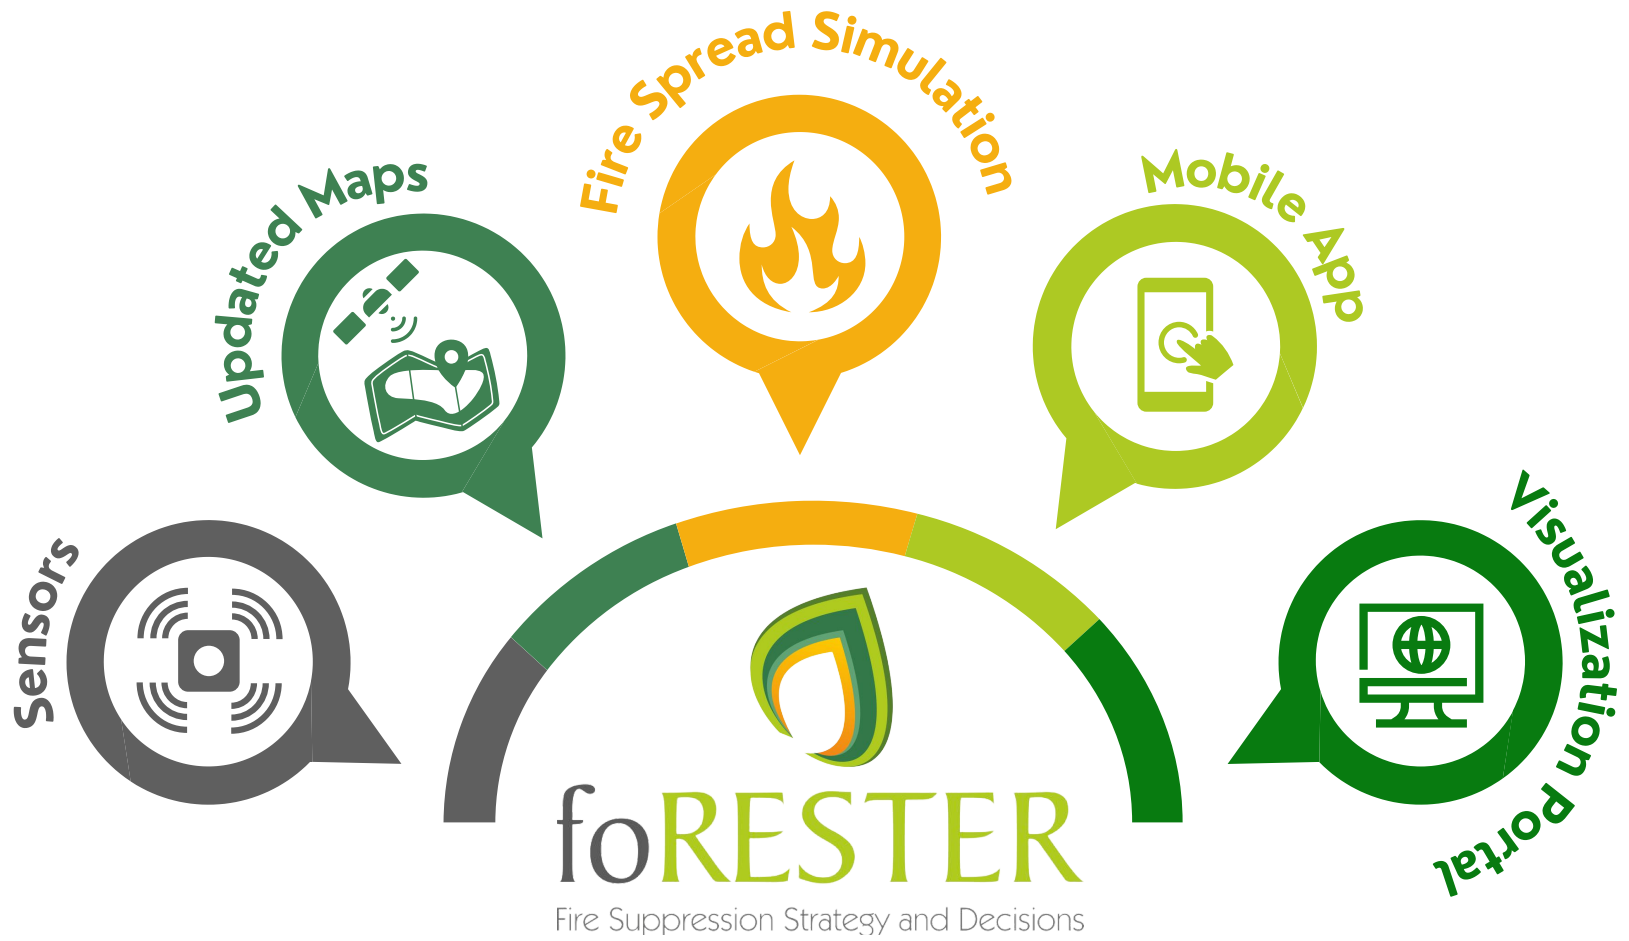 Sensors
Updated Maps
Fire Spread Simulation
Mobile App
Visualization Portal
foRESTER
Fire Suppression Strategy and Decisions